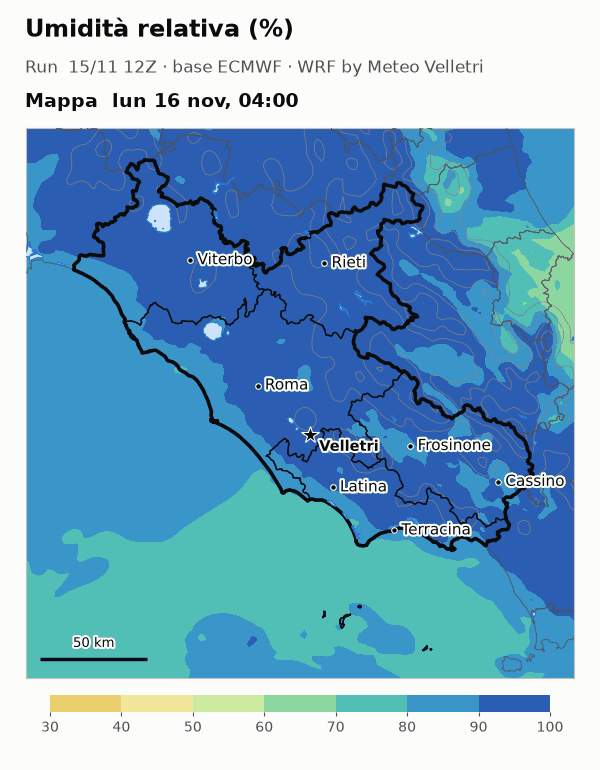 Umidità relativa (%)
Run  15/11 12Z · base ECMWF · WRF by Meteo Velletri
Mappa  lun 16 nov, 04:00
Viterbo
Rieti
Roma
Velletri
Frosinone
Latina
Cassino
Terracina
50 km
30 40 50 60 70 80 90 100